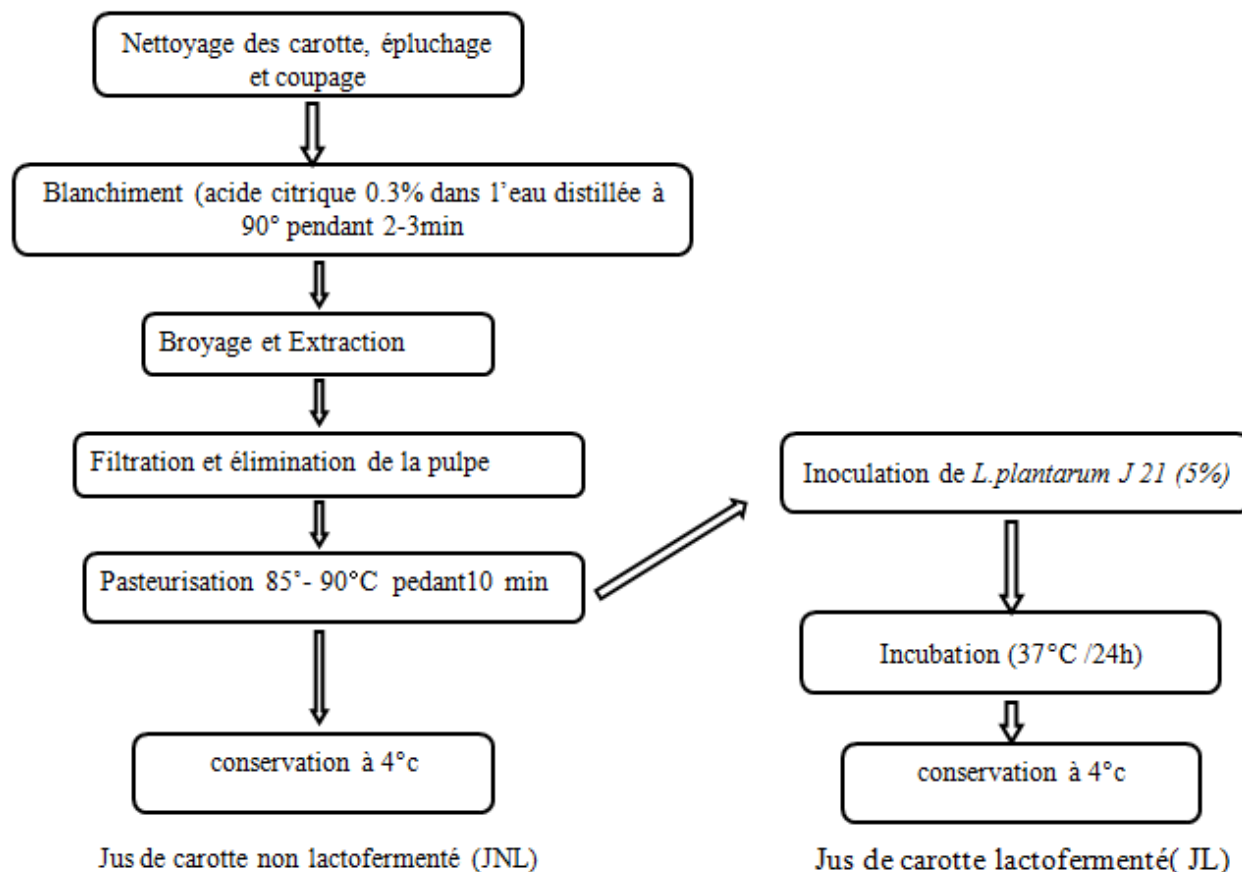 Nettoyage des carotte, épluchage
et coupage
Blanchiment (acide citrique 0.3% dans l'eau distillée à
90° pendant 2-3min
Broyage et Extraction
Filtration et élimination de la pulpe
Pasteurisation 85°- 90°C pedant10 min
conservation à 4°c
Jus de carotte non lactofermenté (JNL)
Inoculation de L.plantarum J 21 (5%)
Incubation (37°C /24h)
conservation à 4°c
Jus de carotte lactofermenté( JL)